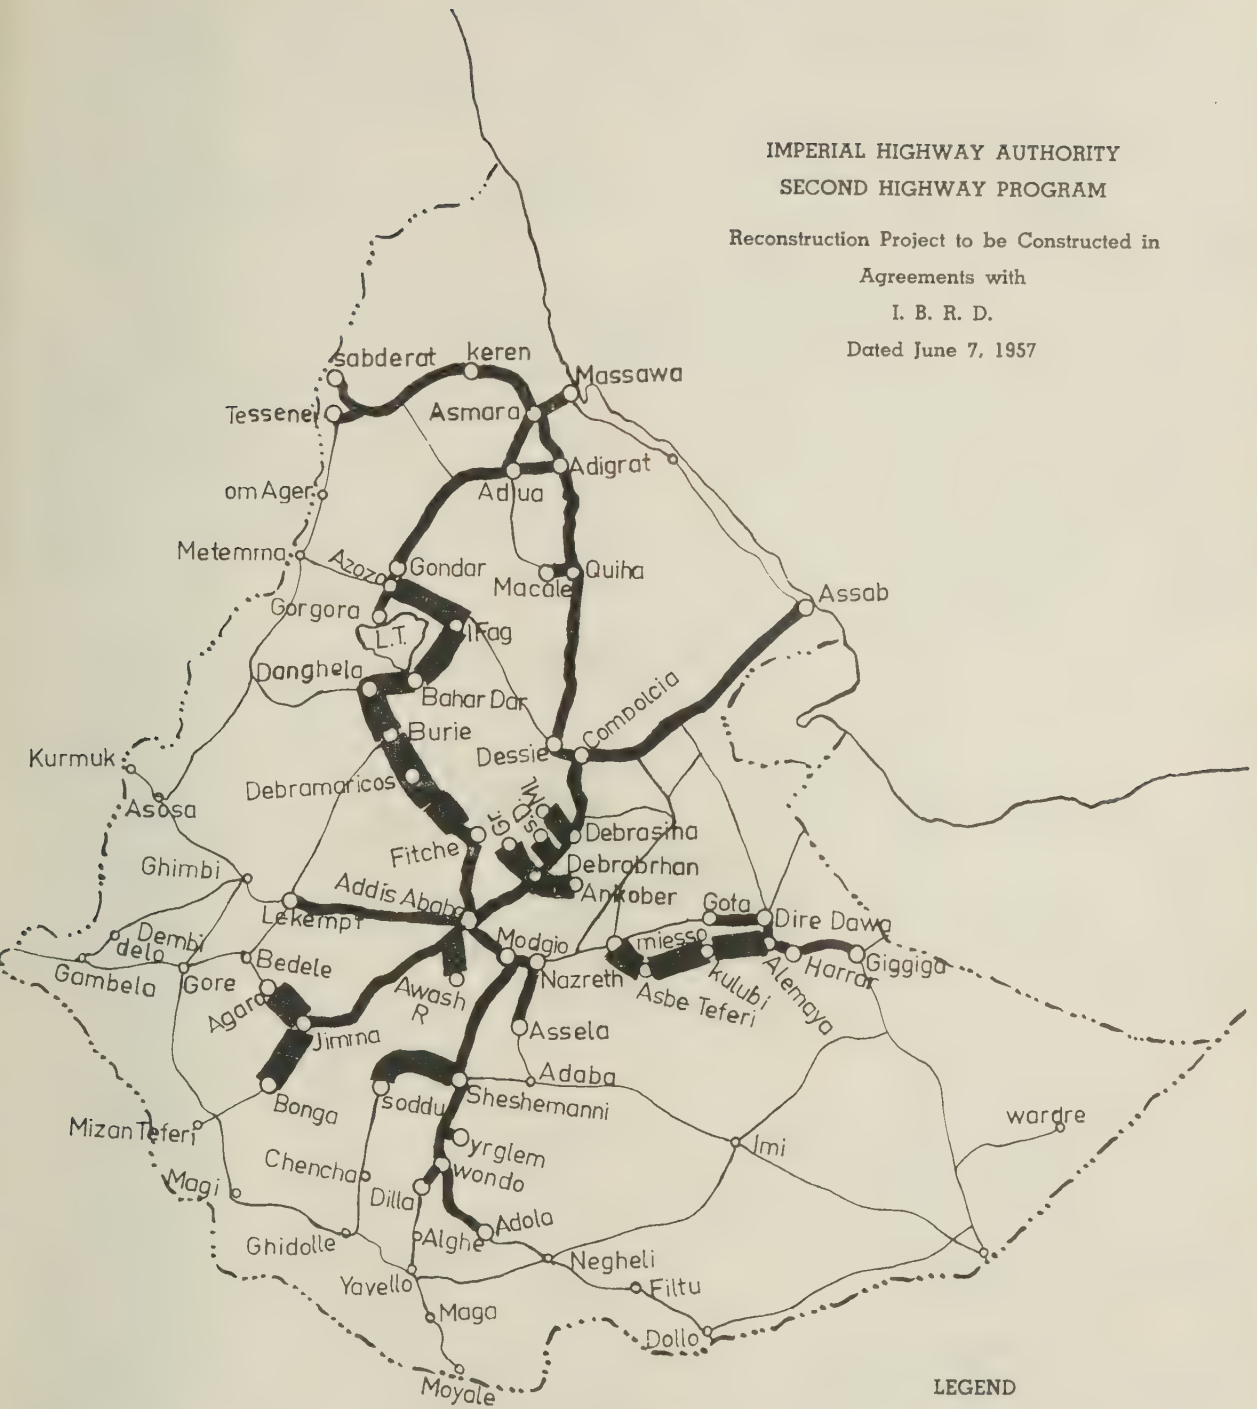 IMPERIAL HIGHWAY AUTHORITY
SECOND HIGHWAY PROGRAM
Reconstruction Project to be Constructed in
Agreements with
I. B. R. D.
Dated June 7, 1957
sabderat
keren
Massawa
Tessenei
Asmara
Adigrat
om Ager
Adua
Metemma
Azozo
Gondar
Macale
Quiha
Assab
Gorgora
L.T.
IFag
Danghela
Bahar Dar
Combolcia
Burie
Dessie
Kurmuk
Debramaricos
Asosa
Gr.
s.D.
ML
Debrasina
Fitche
Ghimbi
Debrabrhan
Addis Ababa
Ankober
Gota
Lekempt
Dire Dawa
Dembi
delo
Modgio
miesso
Gambela
Gore
Bedele
Nazreth
kulubi
Alemaya
Harrar
Giggiga
Agaro
Awash
R
Asbe Teferi
Jimma
Assela
Adaba
Bonga
soddu
Sheshemanni
Mizan Teferi
yrglem
Imi
wardre
Chencha
wondo
Magi
Dilla
Adola
Ghidolle
Alghe
Negheli
Yavello
Filtu
Maga
Dollo
Moyale
LEGEND